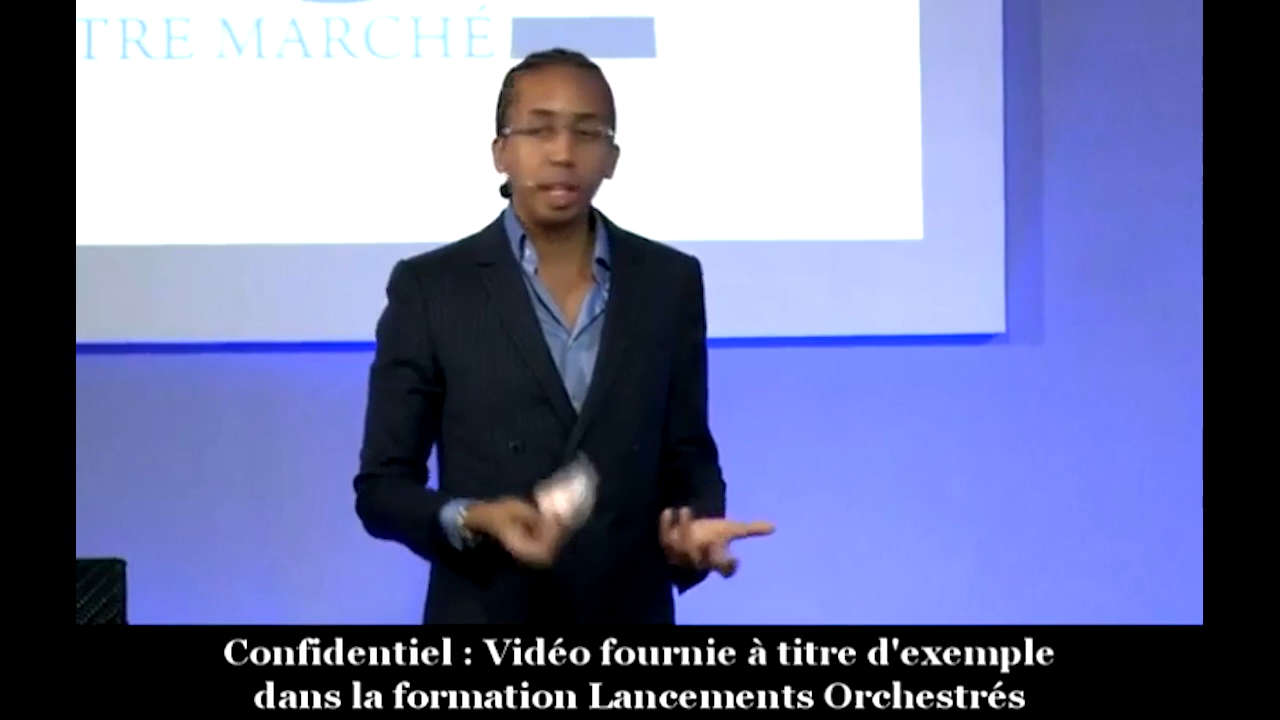 TRE MARCHÉ
Confidentiel : Vidéo fournie à titre d'exemple
dans la formation Lancements Orchestrés